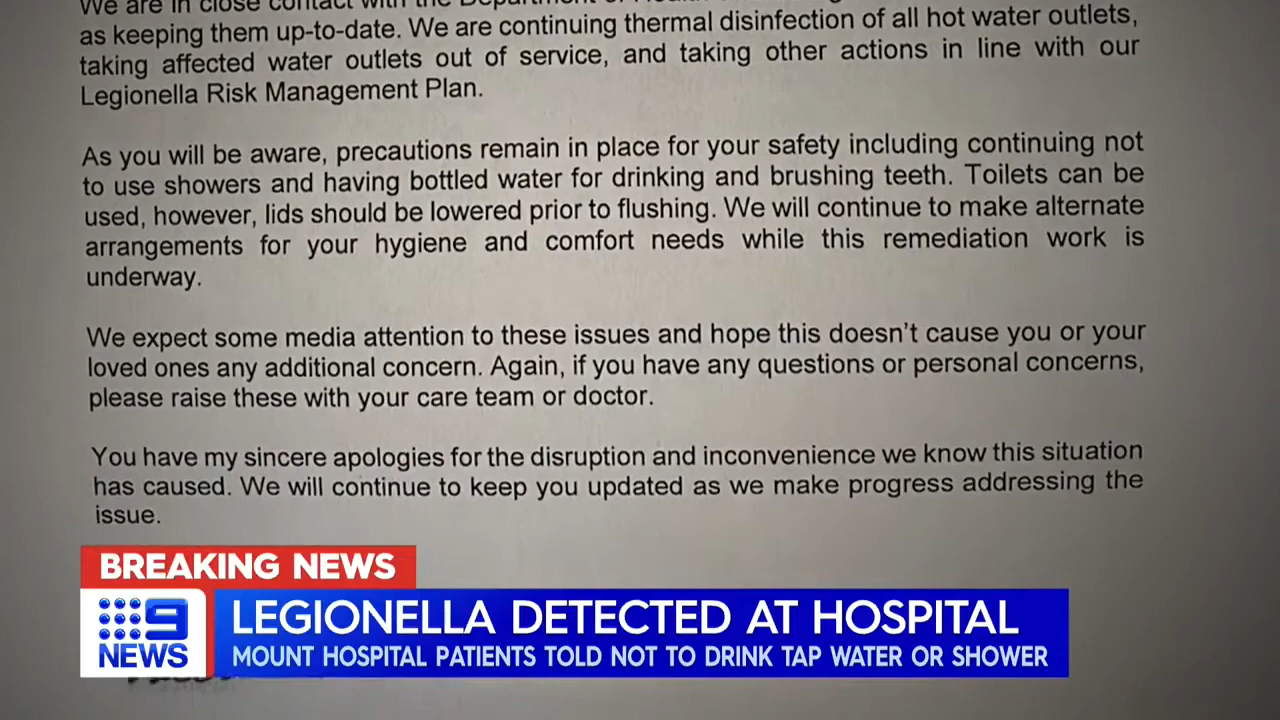 We are in close contact with the Department of
as keeping them up-to-date. We are continuing thermal disinfection of all hot water outlets,
taking affected water outlets out of service, and taking other actions in line with our
Legionella Risk Management Plan.
As you will be aware, precautions remain in place for your safety including continuing not
to use showers and having bottled water for drinking and brushing teeth. Toilets can be
used, however, lids should be lowered prior to flushing. We will continue to make alternate
arrangements for your hygiene and comfort needs while this remediation work is
underway.
We expect some media attention to these issues and hope this doesn't cause you or your
loved ones any additional concern. Again, if you have any questions or personal concerns,
please raise these with your care team or doctor.
You have my sincere apologies for the disruption and inconvenience we know this situation
has caused. We will continue to keep you updated as we make progress addressing the
issue.
BREAKING NEWS
9
NEWS
LEGIONELLA DETECTED AT HOSPITAL
MOUNT HOSPITAL PATIENTS TOLD NOT TO DRINK TAP WATER OR SHOWER